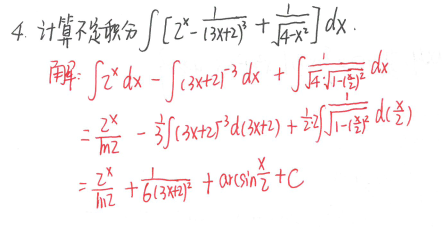 4. 计算不定积分 ∫[2^x - 1/(3x+2)^3 + 1/√(4-x^2)] dx.
解: ∫2^x dx - ∫(3x+2)^{-3} dx + ∫ 1/(√4·√(1-(x/2)^2)) dx
= 2^x/ln2 - 1/3 ∫(3x+2)^{-3} d(3x+2) + 1/2·2 ∫ 1/√(1-(x/2)^2) d(x/2)
= 2^x/ln2 + 1/(6(3x+2)^2) + arcsin x/2 + C